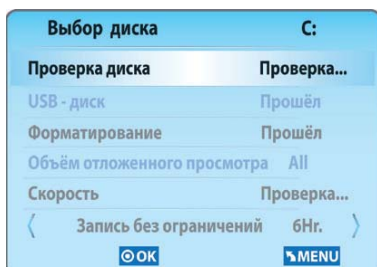 Выбор диска C:
Проверка диска Проверка...
USB - диск Прошёл
Форматирование Прошёл
Объём отложенного просмотра All
Скорость Проверка...
Запись без ограничений 6Hr.
OK MENU